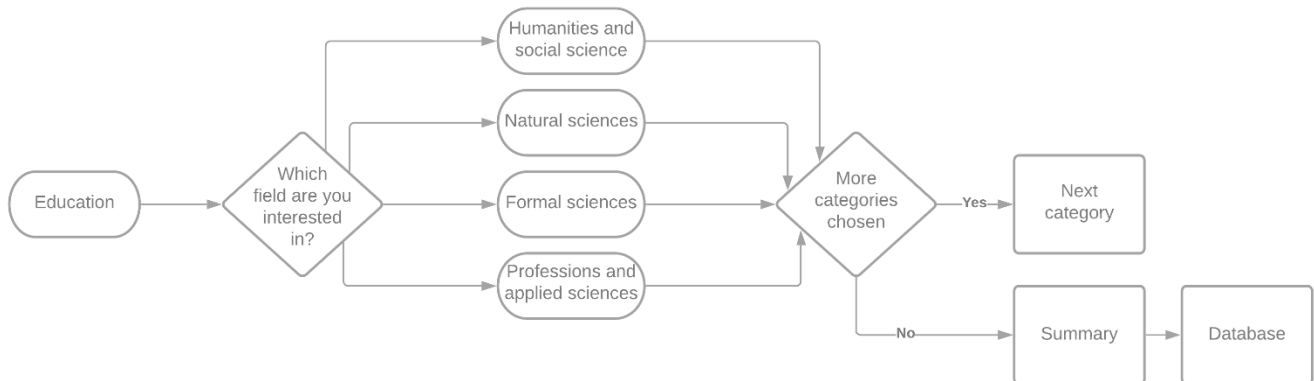 Education
Which
field are you
interested
in?
Humanities and
social science
Natural sciences
Formal sciences
Professions and
applied sciences
More
categories
chosen
Yes
Next
category
No
Summary
Database